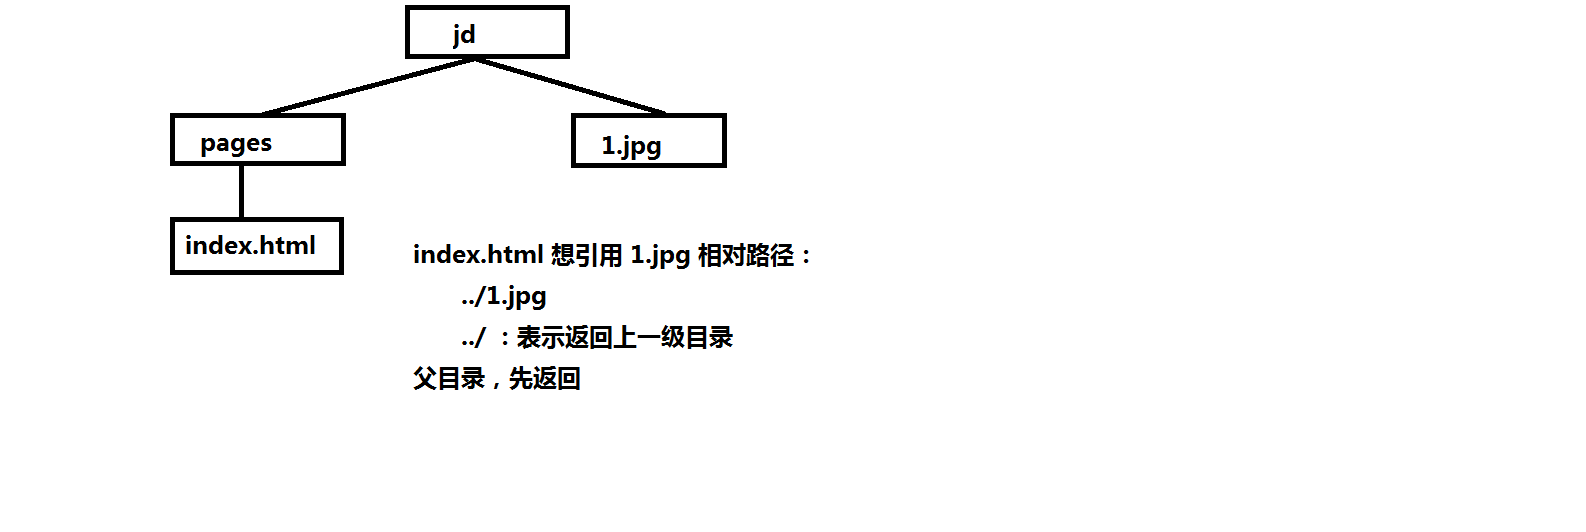 jd
pages
1.jpg
index.html
index.html 想引用 1.jpg 相对路径：
../1.jpg
../ ：表示返回上一级目录
父目录，先返回